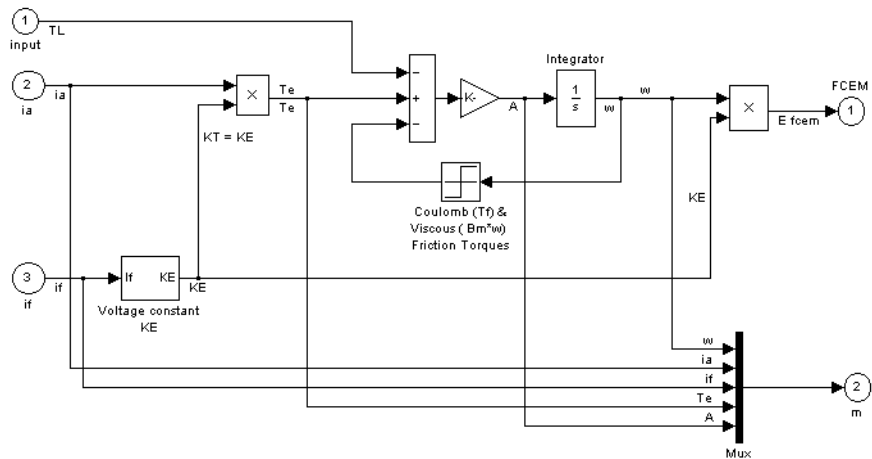 1
TL
input
2
ia
ia
×
Te
Te
KT = KE
−
+
−
K-
A
Integrator
1
s
w
w
×
FCEM
1
E fcem
KE
Coulomb (Tf) &
Viscous ( Bm*w)
Friction Torques
3
if
if
If KE
KE
Voltage constant
KE
w
ia
if
Te
A
Mux
2
m